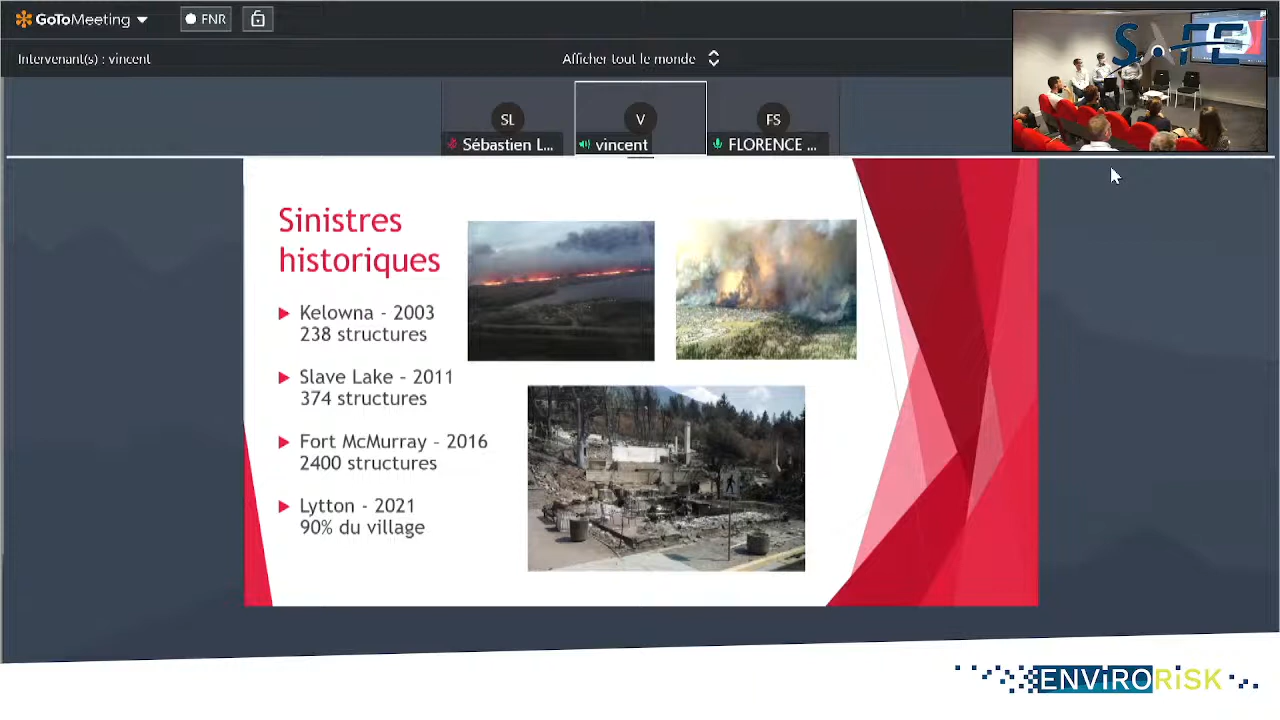 GoToMeeting
FNR
Intervenant(s) : vincent
Afficher tout le monde
SAFE
SL
V
FS
Sébastien L...
vincent
FLORENCE ...
Sinistres
historiques
Kelowna - 2003
238 structures
Slave Lake - 2011
374 structures
Fort McMurray - 2016
2400 structures
Lytton - 2021
90% du village
ENViRORiSK